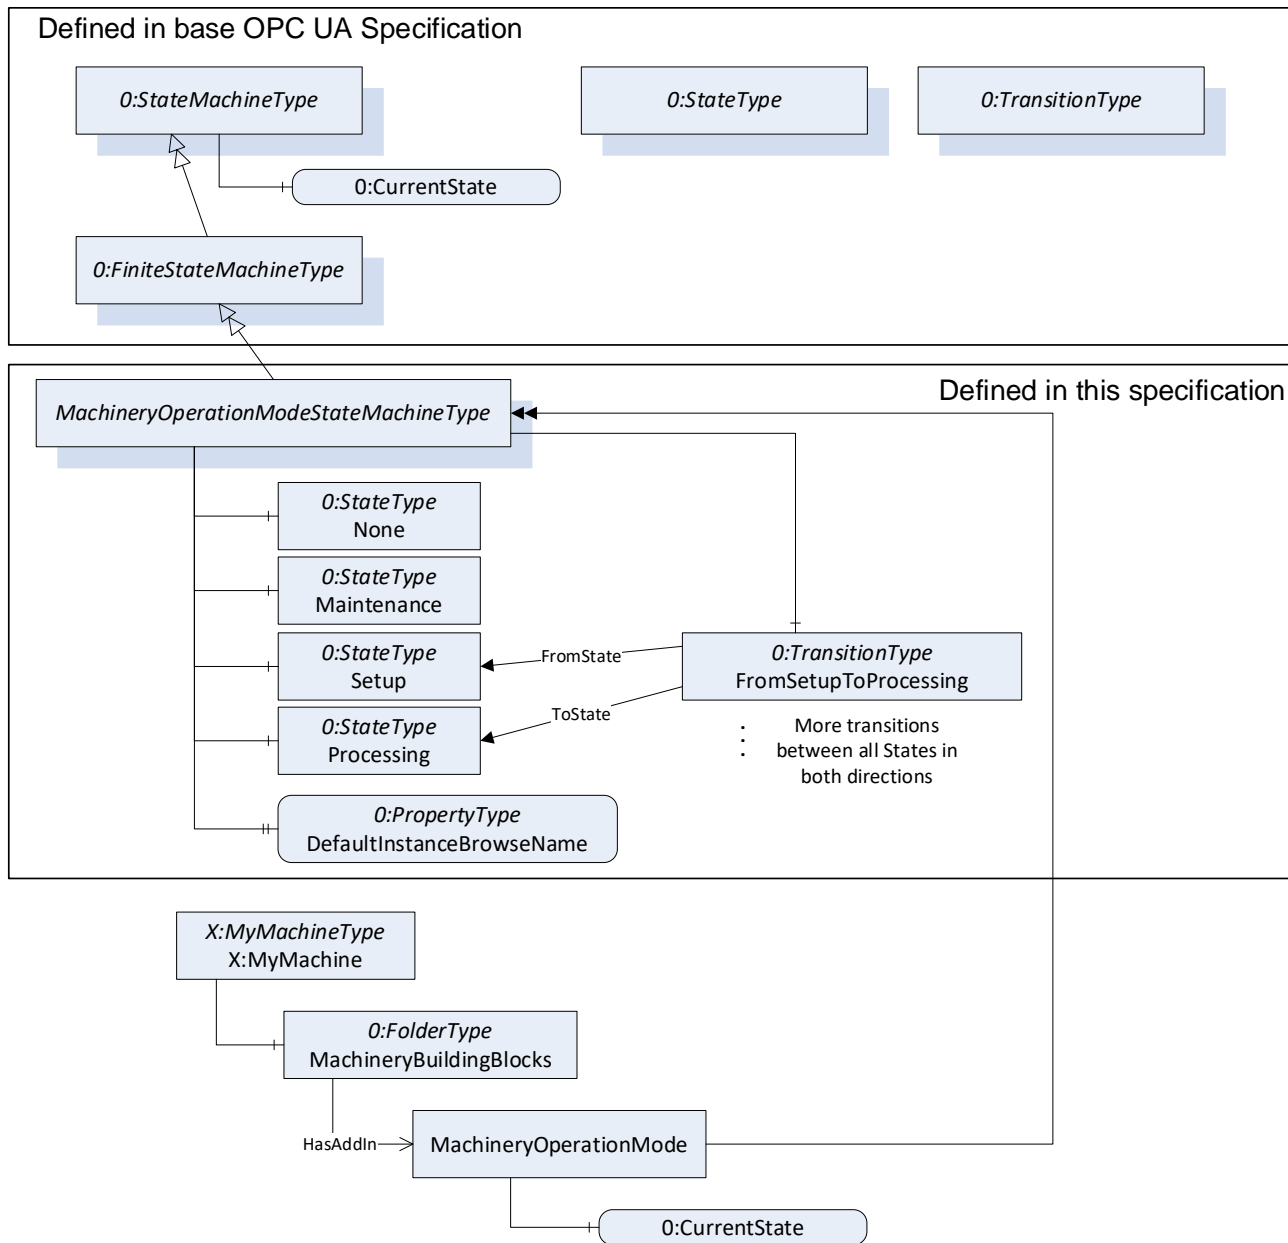 Defined in base OPC UA Specification
0:StateMachineType
0:StateType
0:TransitionType
0:CurrentState
0:FiniteStateMachineType
Defined in this specification
MachineryOperationModeStateMachineType
0:StateType
None
0:StateType
Maintenance
0:StateType
Setup
FromState
0:TransitionType
FromSetupToProcessing
ToState
0:StateType
Processing
More transitions
between all States in
both directions
0:PropertyType
DefaultInstanceBrowseName
X:MyMachineType
X:MyMachine
0:FolderType
MachineryBuildingBlocks
HasAddIn
MachineryOperationMode
0:CurrentState